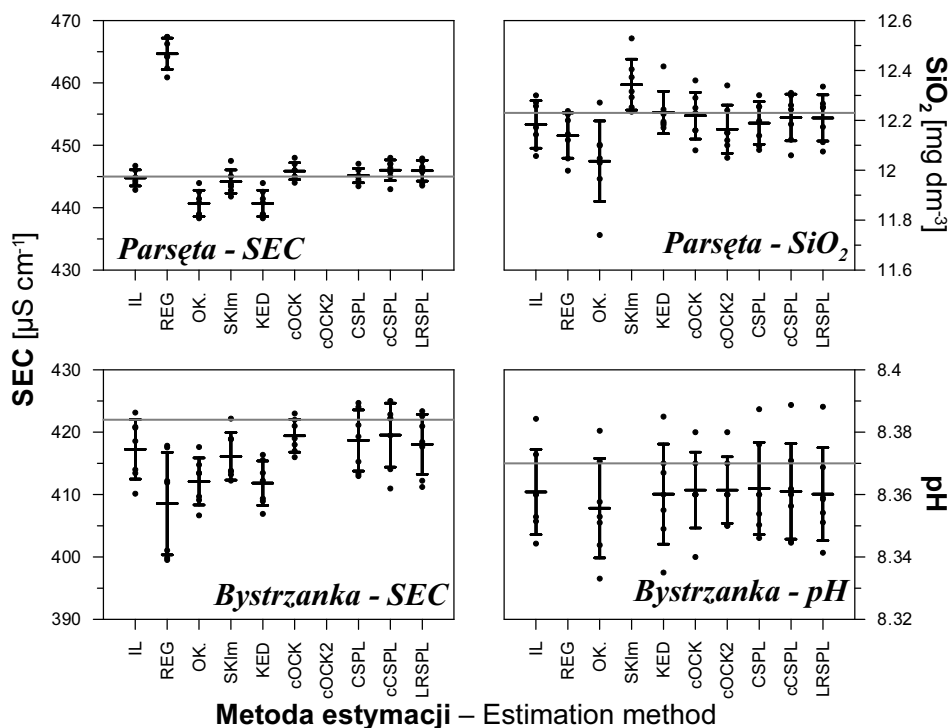 470
460
450
440
430
SEC [µS cm-1]
Parsęta - SEC
IL
REG
OK.
SKlm
KED
cOCK
cOCK2
CSPL
cCSPL
LRSPL
12.6
12.4
12.2
12
11.8
11.6
SiO2 [mg dm-3]
Parsęta - SiO2
IL
REG
OK.
SKlm
KED
cOCK
cOCK2
CSPL
cCSPL
LRSPL
430
420
410
400
390
Bystrzanka - SEC
IL
REG
OK.
SKlm
KED
cOCK
cOCK2
CSPL
cCSPL
LRSPL
8.4
8.38
8.36
8.34
8.32
pH
Bystrzanka - pH
IL
REG
OK.
SKlm
KED
cOCK
cOCK2
CSPL
cCSPL
LRSPL
Metoda estymacji – Estimation method